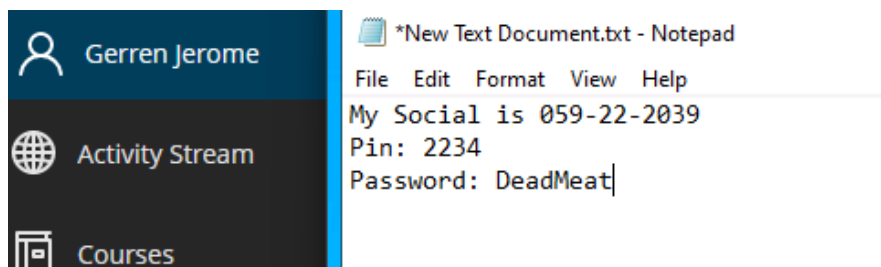 Gerren Jerome
Activity Stream
Courses
*New Text Document.txt - Notepad
File Edit Format View Help
My Social is 059-22-2039
Pin: 2234
Password: DeadMeat